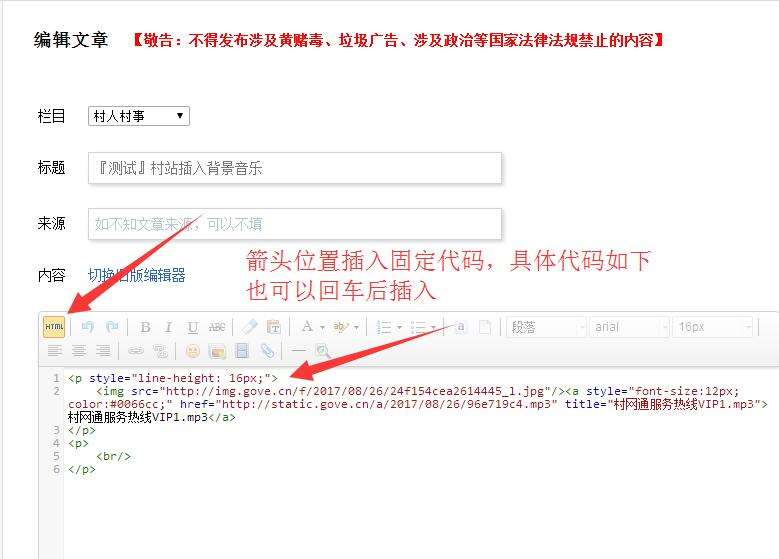 编辑文章 【敬告：不得发布涉及黄赌毒、垃圾广告、涉及政治等国家法律法规禁止的内容】
栏目 村人村事
标题 『测试』村站插入背景音乐
来源 如不知文章来源，可以不填
内容 切换旧版编辑器
箭头位置插入固定代码，具体代码如下
也可以回车后插入
HTML B I U ABC A ab a 段落 arial 16px
1 <p style="line-height: 16px;">
2 <img src="http://img.gove.cn/f/2017/08/26/24f154cea2614445_l.jpg"/><a style="font-size:12px;
color:#0066cc;" href="http://static.gove.cn/a/2017/08/26/96e719c4.mp3" title="村网通服务热线VIP1.mp3">
村网通服务热线VIP1.mp3</a>
3 </p>
4 <p>
5 <br/>
6 </p>